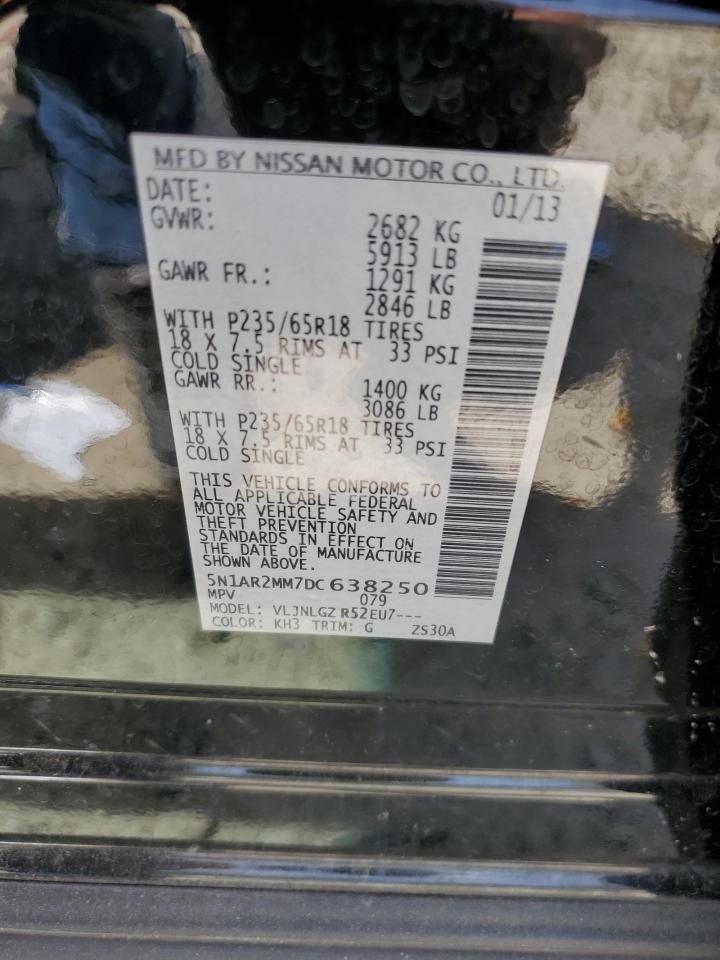 MFD BY NISSAN MOTOR CO., LTD.
DATE: 01/13
GVWR: 2682 KG
5913 LB
GAWR FR.: 1291 KG
2846 LB
WITH P235/65R18 TIRES
18 X 7.5 RIMS AT 33 PSI
COLD SINGLE
GAWR RR.: 1400 KG
3086 LB
WITH P235/65R18 TIRES
18 X 7.5 RIMS AT 33 PSI
COLD SINGLE
THIS VEHICLE CONFORMS TO
ALL APPLICABLE FEDERAL
MOTOR VEHICLE SAFETY AND
THEFT PREVENTION
STANDARDS IN EFFECT ON
THE DATE OF MANUFACTURE
SHOWN ABOVE.
5N1AR2MM7DC638250
MPV 079
MODEL: VLJNLGZ R52EU7---
COLOR: KH3 TRIM: G ZS30A